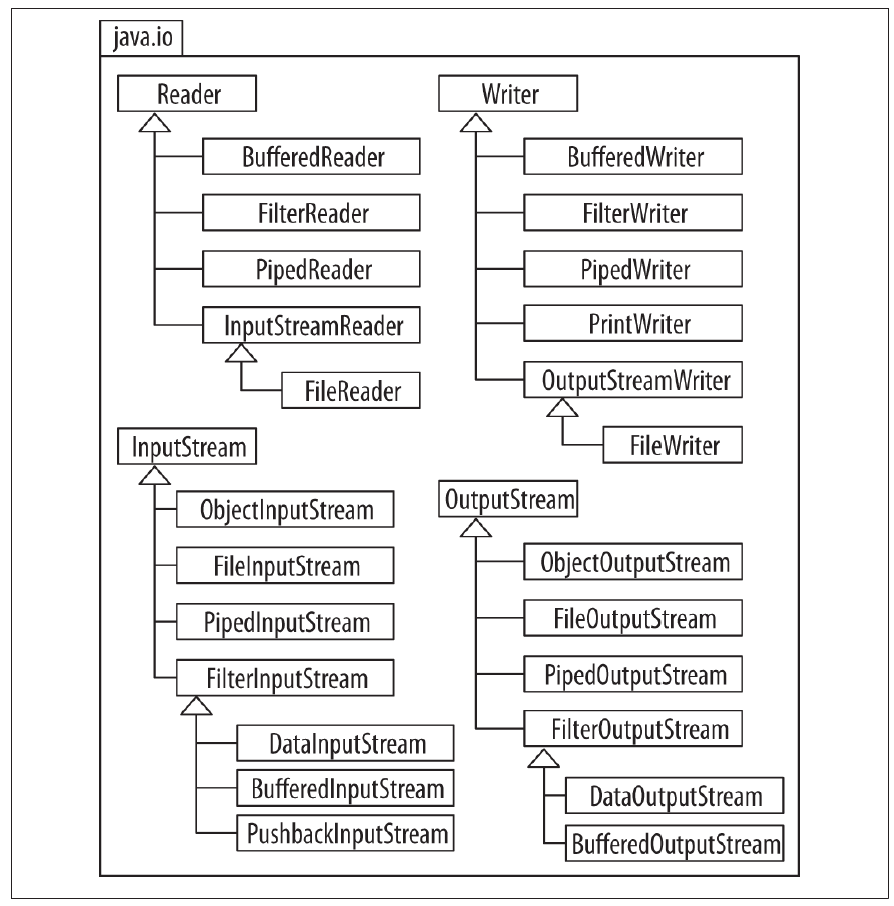 java.io
Reader
BufferedReader
FilterReader
PipedReader
InputStreamReader
FileReader
Writer
BufferedWriter
FilterWriter
PipedWriter
PrintWriter
OutputStreamWriter
FileWriter
InputStream
ObjectInputStream
FileInputStream
PipedInputStream
FilterInputStream
DataInputStream
BufferedInputStream
PushbackInputStream
OutputStream
ObjectOutputStream
FileOutputStream
PipedOutputStream
FilterOutputStream
DataOutputStream
BufferedOutputStream